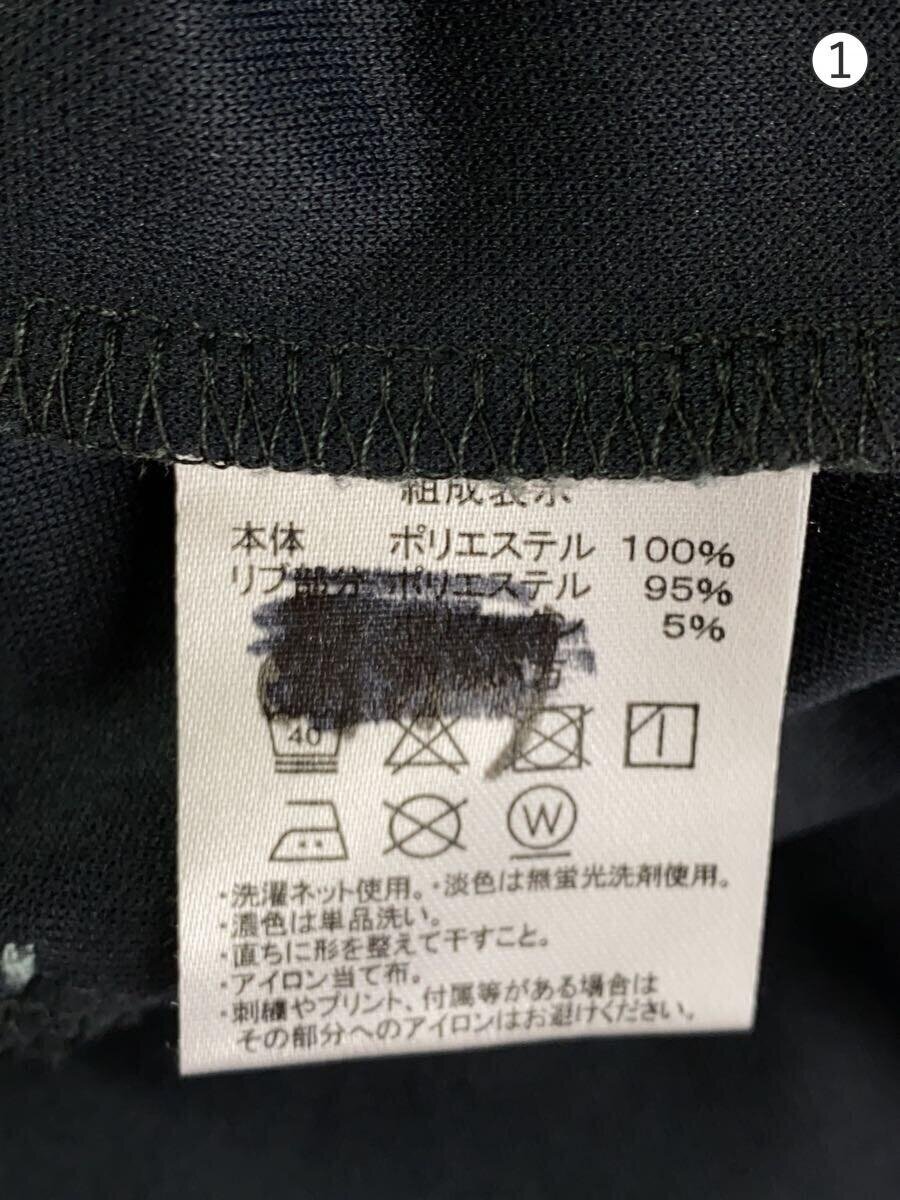 1
組成表示
本体 ポリエステル 100%
リブ部分 ポリエステル 95%
5%
40
W
・洗濯ネット使用。・淡色は無蛍光洗剤使用。
・濃色は単品洗い。
・直ちに形を整えて干すこと。
・アイロン当て布。
・刺繍やプリント、付属等がある場合は
その部分へのアイロンはお避けください。